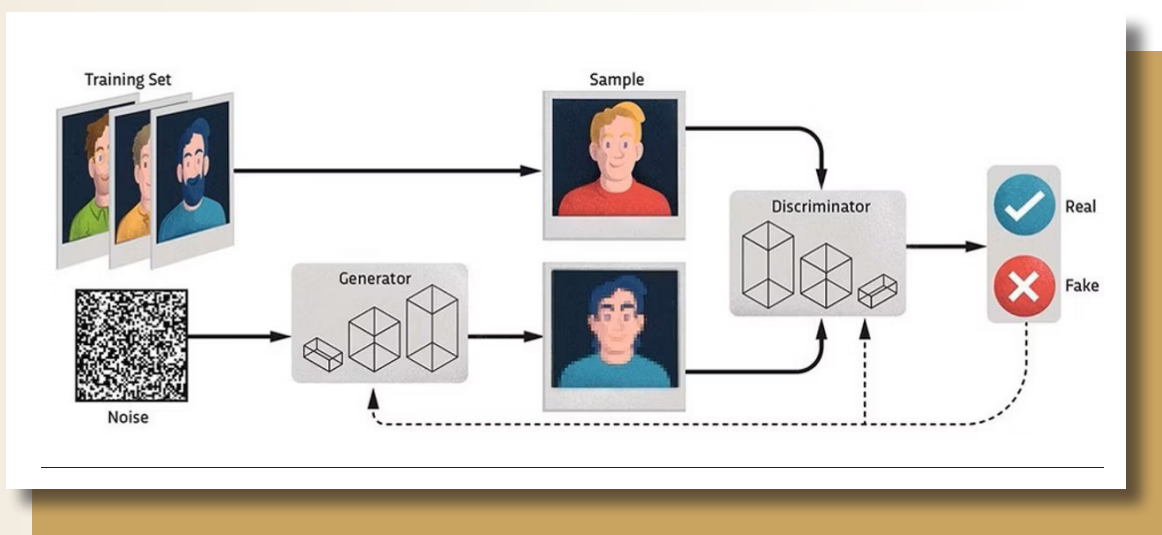 Training Set
Sample
Discriminator
Real
Generator
Fake
Noise